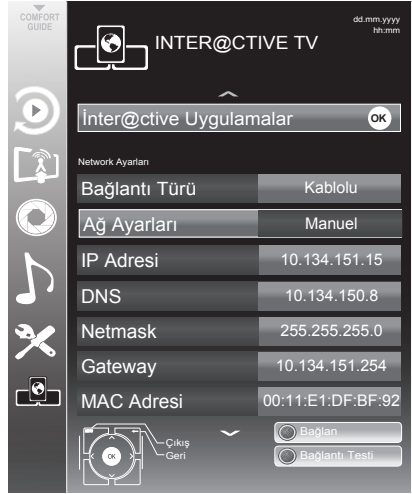 COMFORT
GUIDE
INTER@CTIVE TV
dd.mm.yyyy
hh:mm
İnter@ctive Uygulamalar OK
Network Ayarları
Bağlantı Türü Kablolu
Ağ Ayarları Manuel
IP Adresi 10.134.151.15
DNS 10.134.150.8
Netmask 255.255.255.0
Gateway 10.134.151.254
MAC Adresi 00:11:E1:DF:BF:92
OK
Çıkış
Geri
Bağlan
Bağlantı Testi